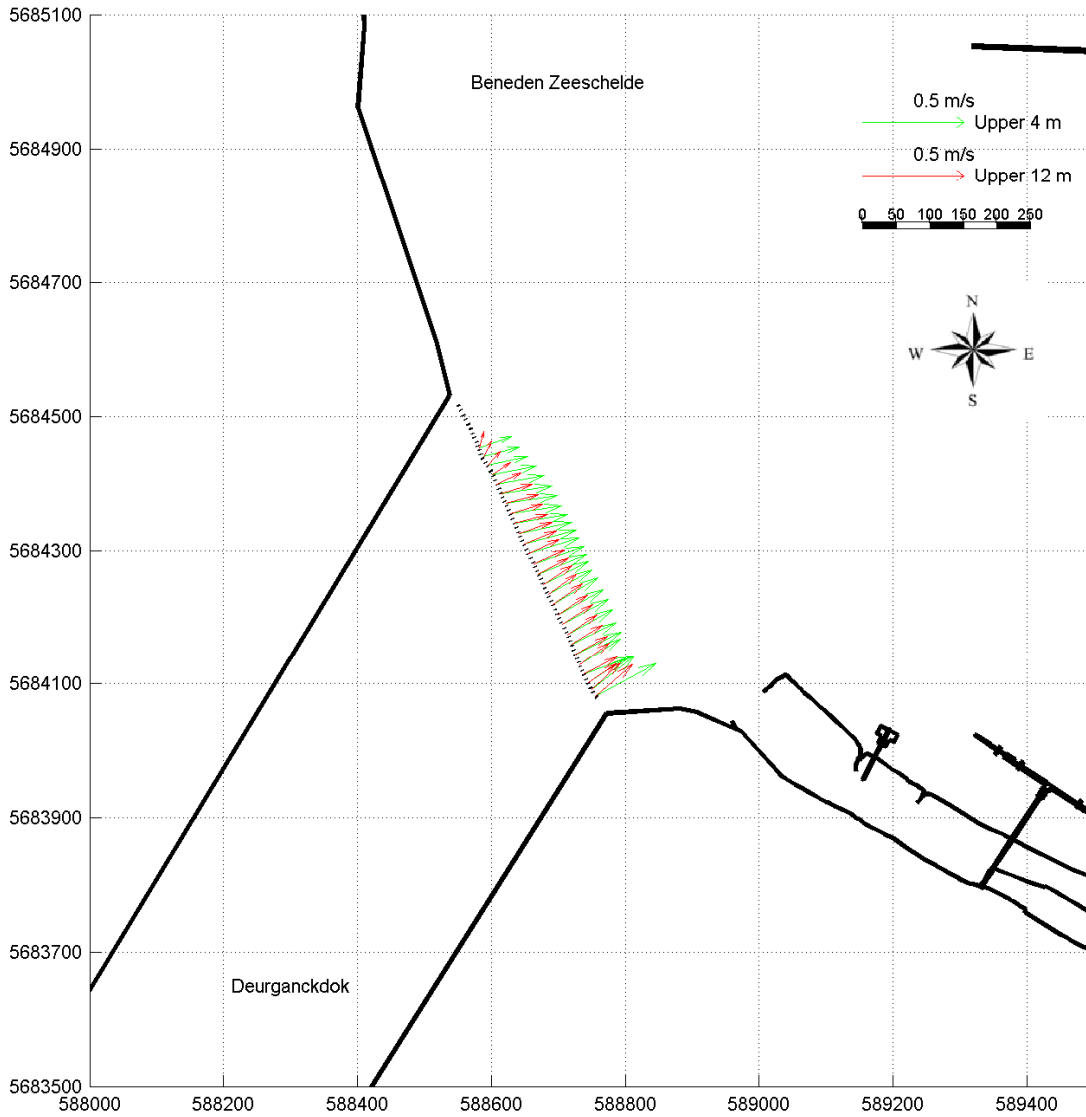 5685100
Beneden Zeeschelde
0.5 m/s
Upper 4 m
5684900
0.5 m/s
Upper 12 m
0 50 100 150 200 250
5684700
N
W E
S
5684500
5684300
5684100
5683900
5683700
Deurganckdok
5683500
588000 588200 588400 588600 588800 589000 589200 589400